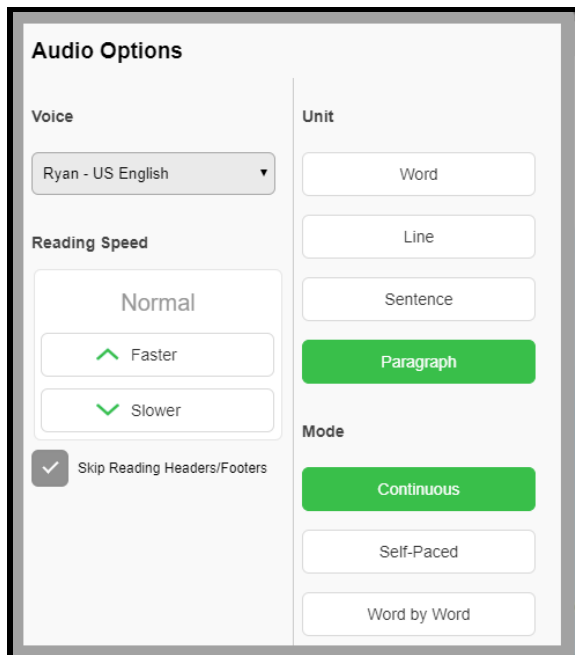 Audio Options
Voice
Ryan - US English
Reading Speed
Normal
Faster
Slower
Skip Reading Headers/Footers
Unit
Word
Line
Sentence
Paragraph
Mode
Continuous
Self-Paced
Word by Word